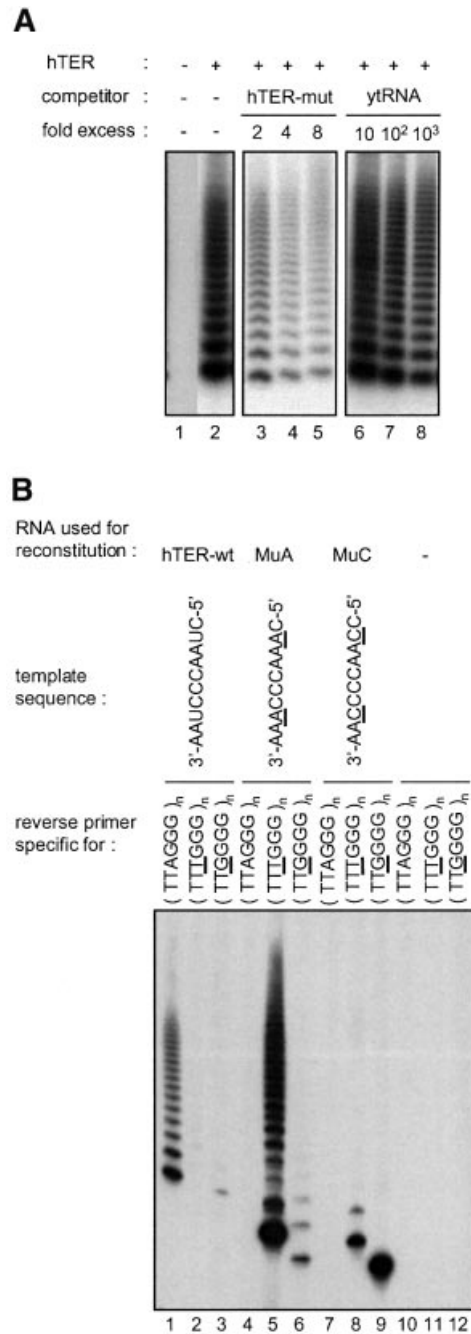 A
hTER : - + + + + + + +
competitor : - - hTER-mut ytRNA
fold excess : - - 2 4 8 10 10² 10³
1 2 3 4 5 6 7 8
B
RNA used for
reconstitution : hTER-wt MuA MuC -
template
sequence :
3'-AAUCCCAAUC-5'
3'-AAACCCAAAC-5'
3'-AACCCCAACC-5'
reverse primer
specific for :
( TTAGGG )n
( TTTGGG )n
( TTGGGG )n
( TTAGGG )n
( TTTGGG )n
( TTGGGG )n
( TTAGGG )n
( TTTGGG )n
( TTGGGG )n
( TTAGGG )n
( TTTGGG )n
( TTGGGG )n
1 2 3 4 5 6 7 8 9 10 11 12